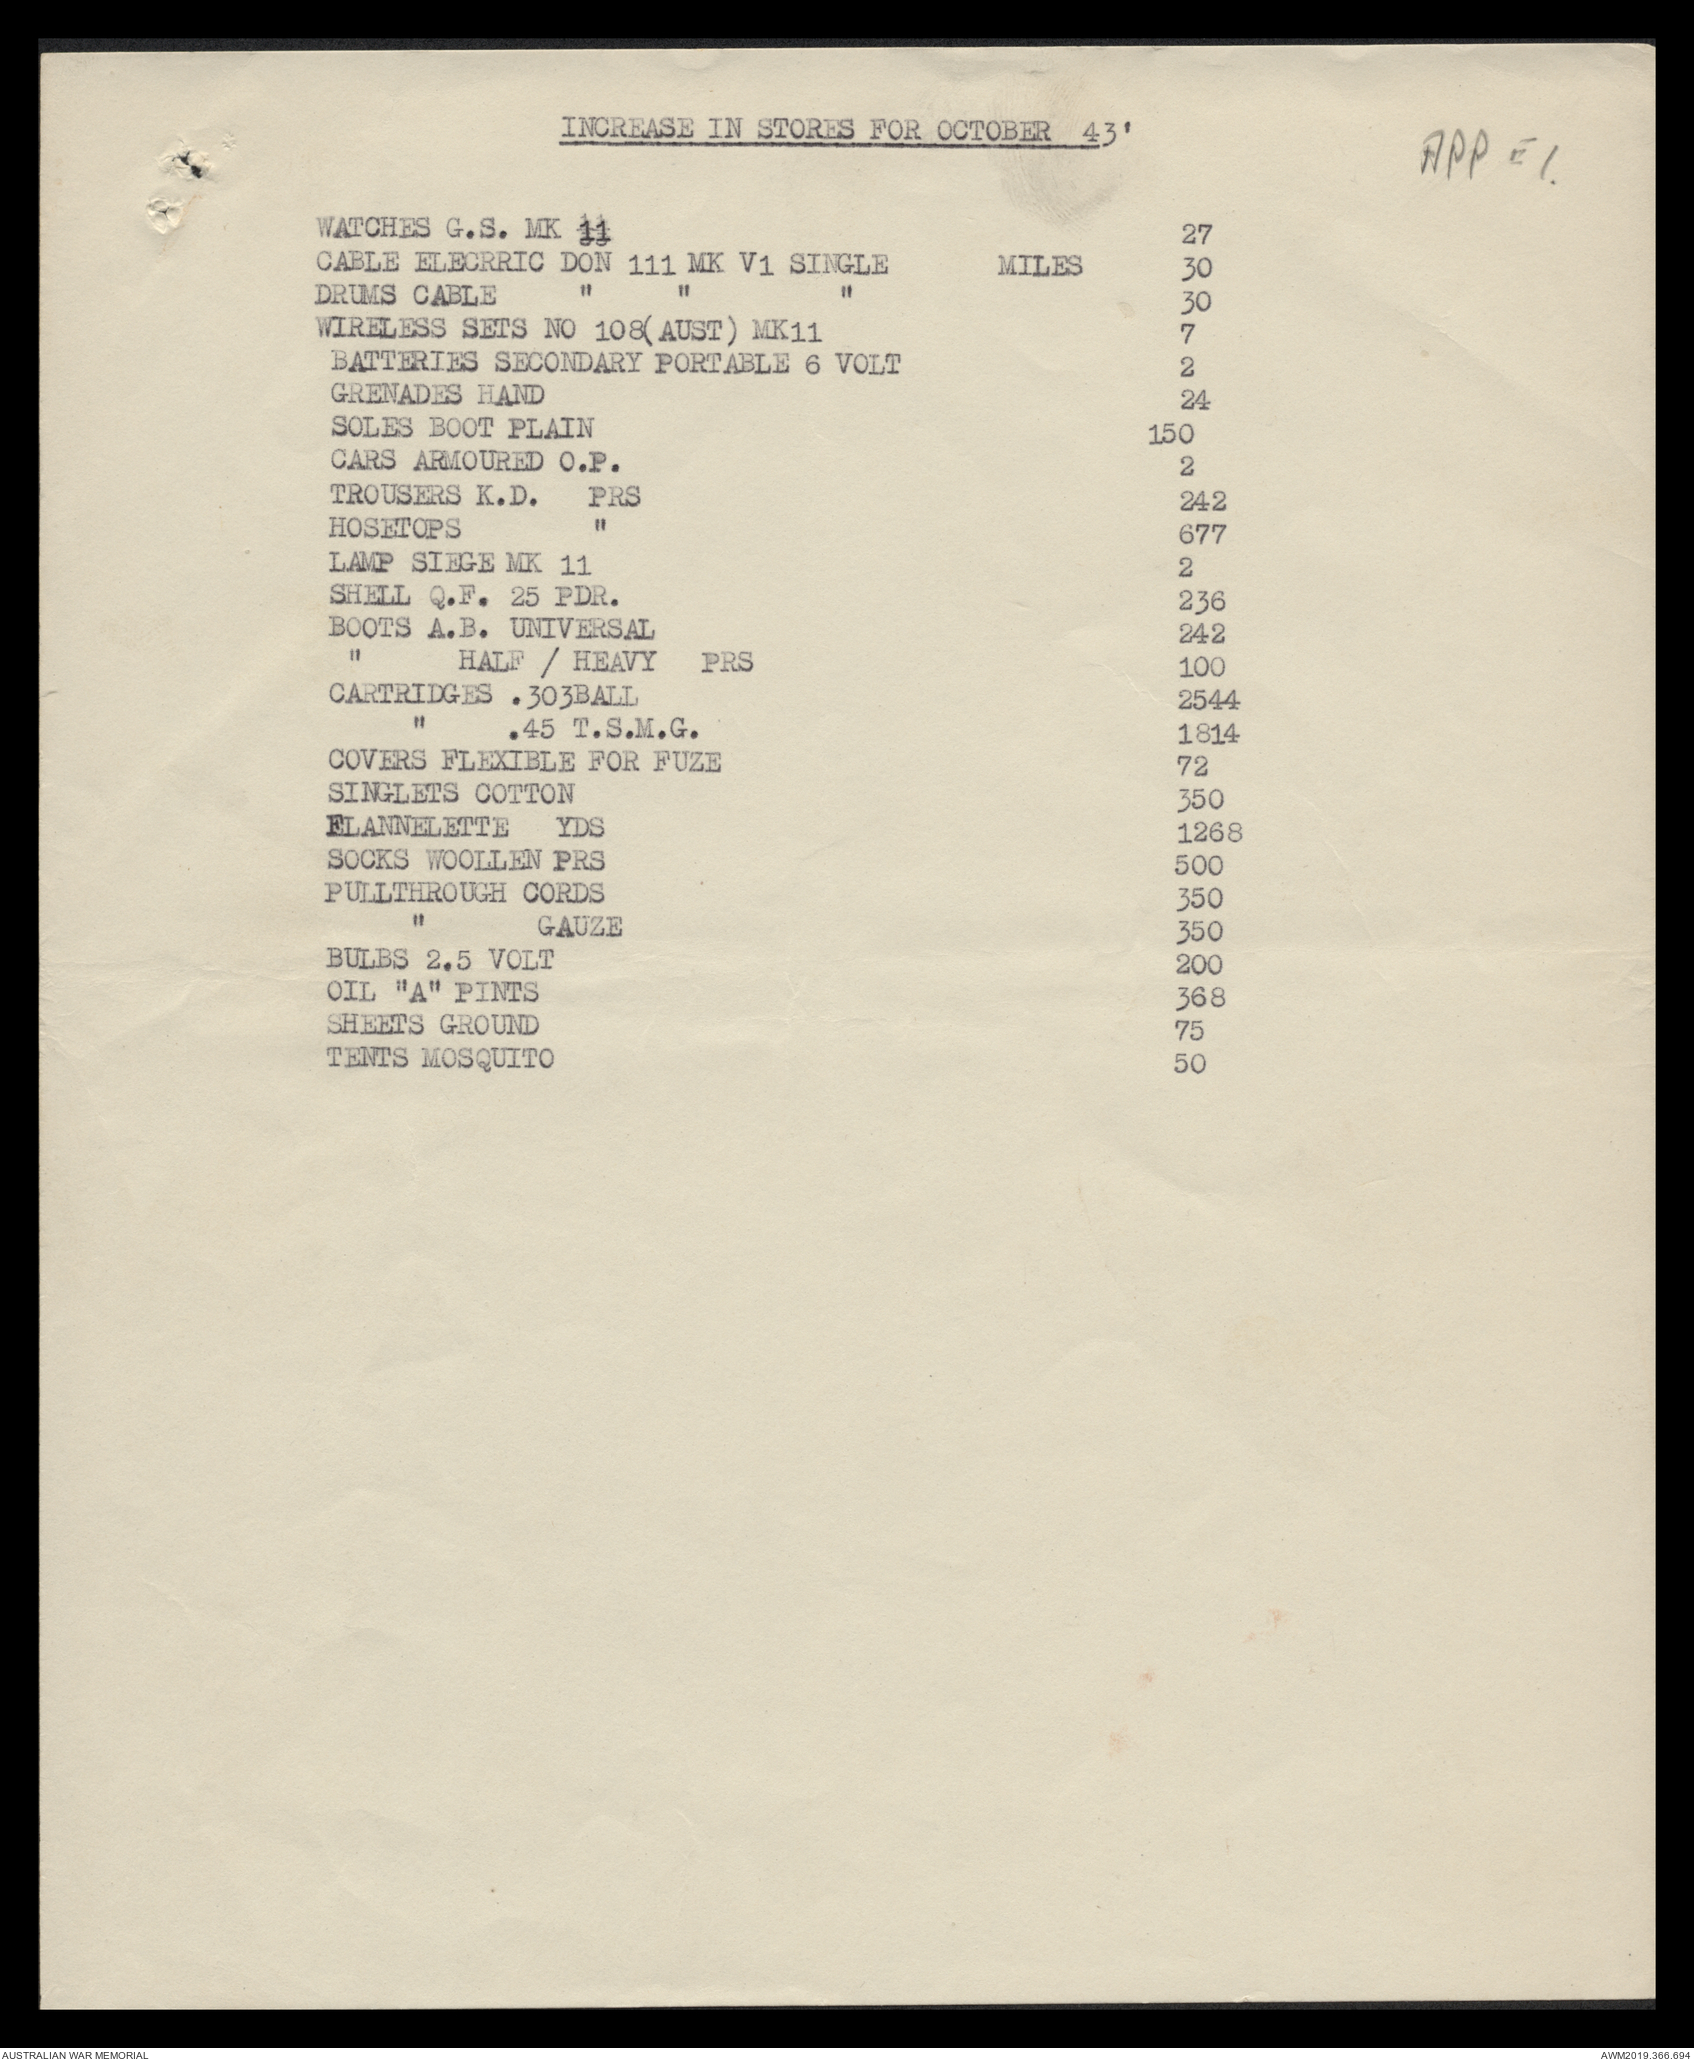 INCREASE IN STORES FOR OCTOBER 43'
APP E1.
WATCHES G.S. MK 11 27
CABLE ELECRRIC DON 111 MK V1 SINGLE MILES 30
DRUMS CABLE " " " 30
WIRELESS SETS NO 108(AUST) MK11 7
BATTERIES SECONDARY PORTABLE 6 VOLT 2
GRENADES HAND 24
SOLES BOOT PLAIN 150
CARS ARMOURED O.P. 2
TROUSERS K.D. PRS 242
HOSETOPS " 677
LAMP SIEGE MK 11 2
SHELL Q.F. 25 PDR. 236
BOOTS A.B. UNIVERSAL 242
" HALF / HEAVY PRS 100
CARTRIDGES .303BALL 2544
" .45 T.S.M.G. 1814
COVERS FLEXIBLE FOR FUZE 72
SINGLETS COTTON 350
FLANNELETTE YDS 1268
SOCKS WOOLLEN PRS 500
PULLTHROUGH CORDS 350
" GAUZE 350
BULBS 2.5 VOLT 200
OIL "A" PINTS 368
SHEETS GROUND 75
TENTS MOSQUITO 50
AUSTRALIAN WAR MEMORIAL
AWM2019.366.694